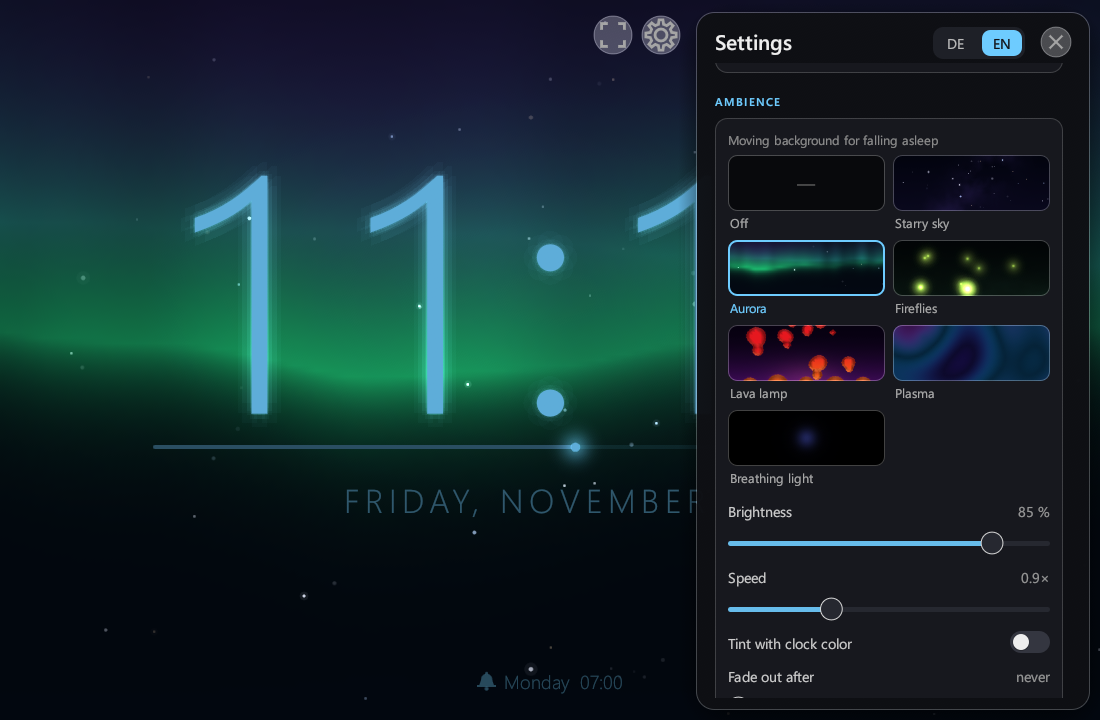 Settings
DE EN
AMBIENCE
Moving background for falling asleep
Off
Starry sky
Aurora
Fireflies
Lava lamp
Plasma
Breathing light
Brightness 85 %
Speed 0.9×
Tint with clock color
Fade out after never
11:1
FRIDAY, NOVEMBER
Monday 07:00